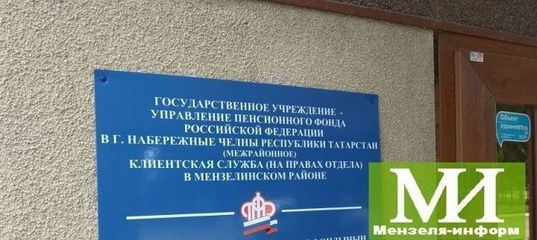 ГОСУДАРСТВЕННОЕ УЧРЕЖДЕНИЕ -
УПРАВЛЕНИЕ ПЕНСИОННОГО ФОНДА
РОССИЙСКОЙ ФЕДЕРАЦИИ
В Г. НАБЕРЕЖНЫЕ ЧЕЛНЫ РЕСПУБЛИКИ ТАТАРСТАН
(МЕЖРАЙОННОЕ)
КЛИЕНТСКАЯ СЛУЖБА (НА ПРАВАХ ОТДЕЛА)
В МЕНЗЕЛИНСКОМ РАЙОНЕ
Объект
охраняется
МИ
Мензеля-информ